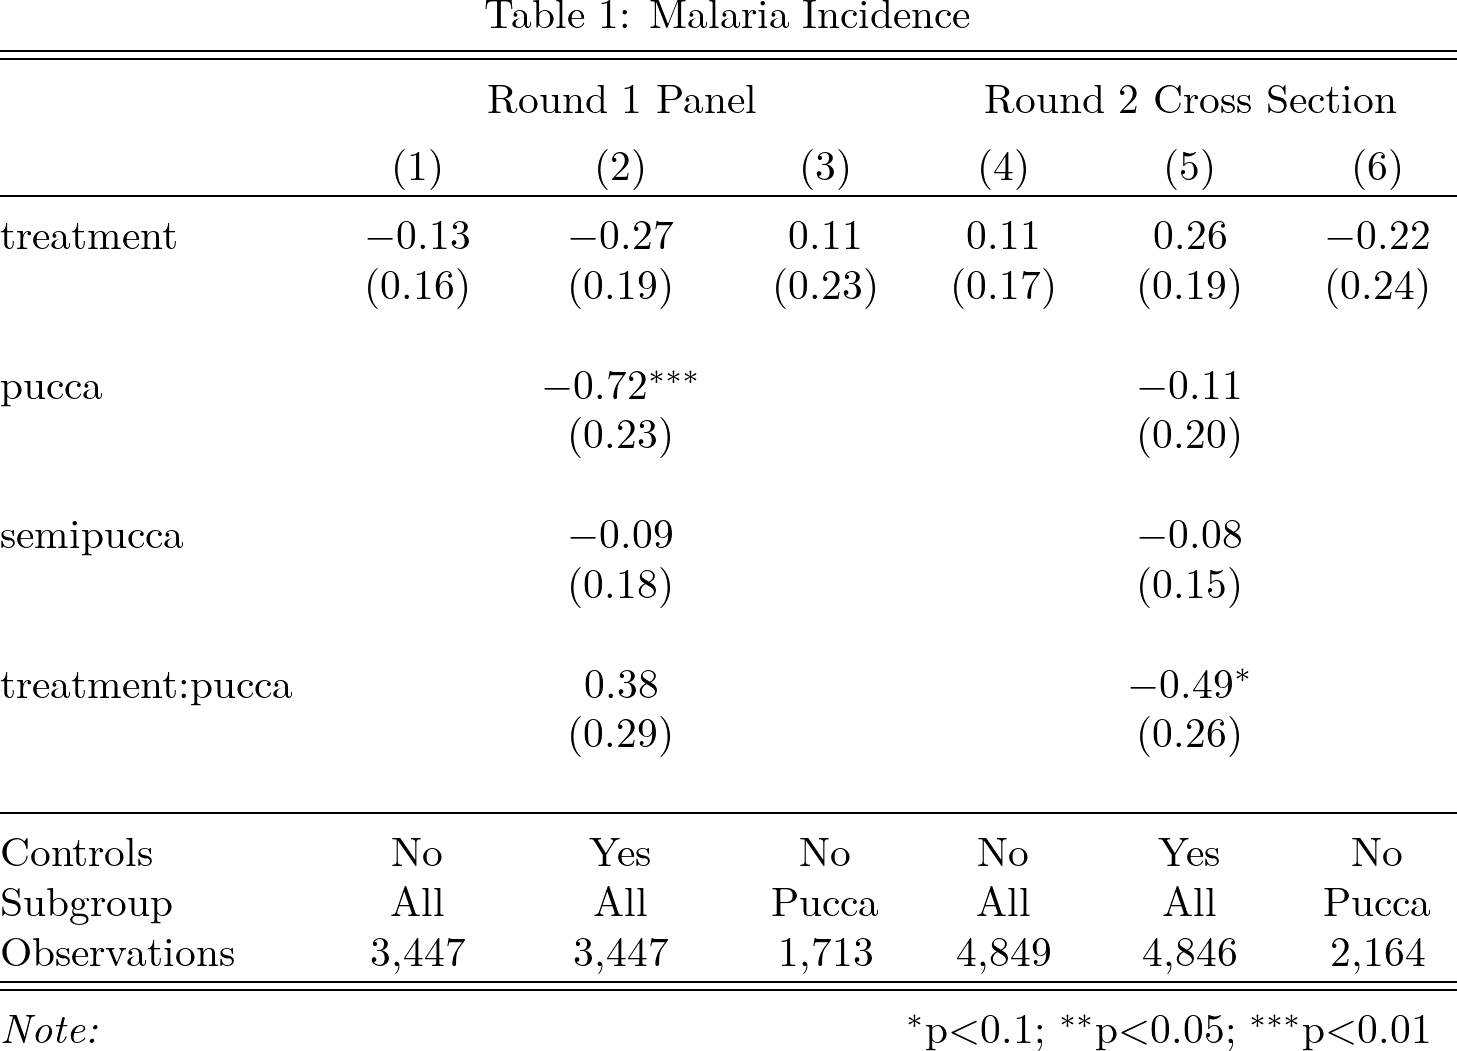 Table 1: Malaria Incidence
Round 1 Panel Round 2 Cross Section
(1) (2) (3) (4) (5) (6)
treatment −0.13 −0.27 0.11 0.11 0.26 −0.22
(0.16) (0.19) (0.23) (0.17) (0.19) (0.24)
pucca −0.72*** −0.11
(0.23) (0.20)
semipucca −0.09 −0.08
(0.18) (0.15)
treatment:pucca 0.38 −0.49*
(0.29) (0.26)
Controls No Yes No No Yes No
Subgroup All All Pucca All All Pucca
Observations 3,447 3,447 1,713 4,849 4,846 2,164
Note: *p<0.1; **p<0.05; ***p<0.01